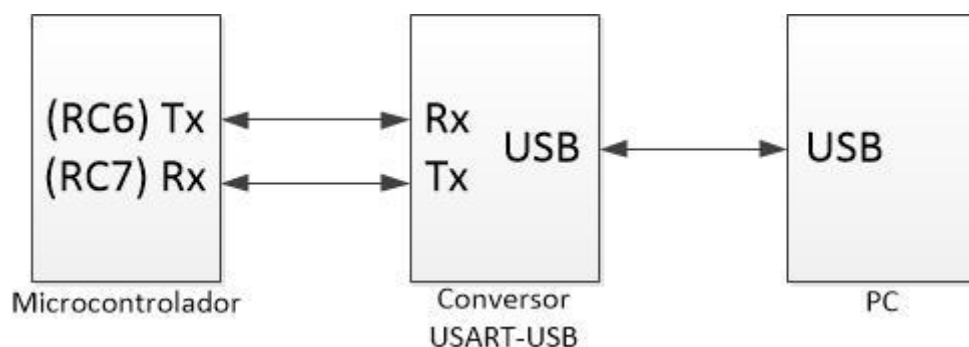 (RC6) Tx
(RC7) Rx
Microcontrolador
Rx
Tx
USB
Conversor
USART-USB
USB
PC